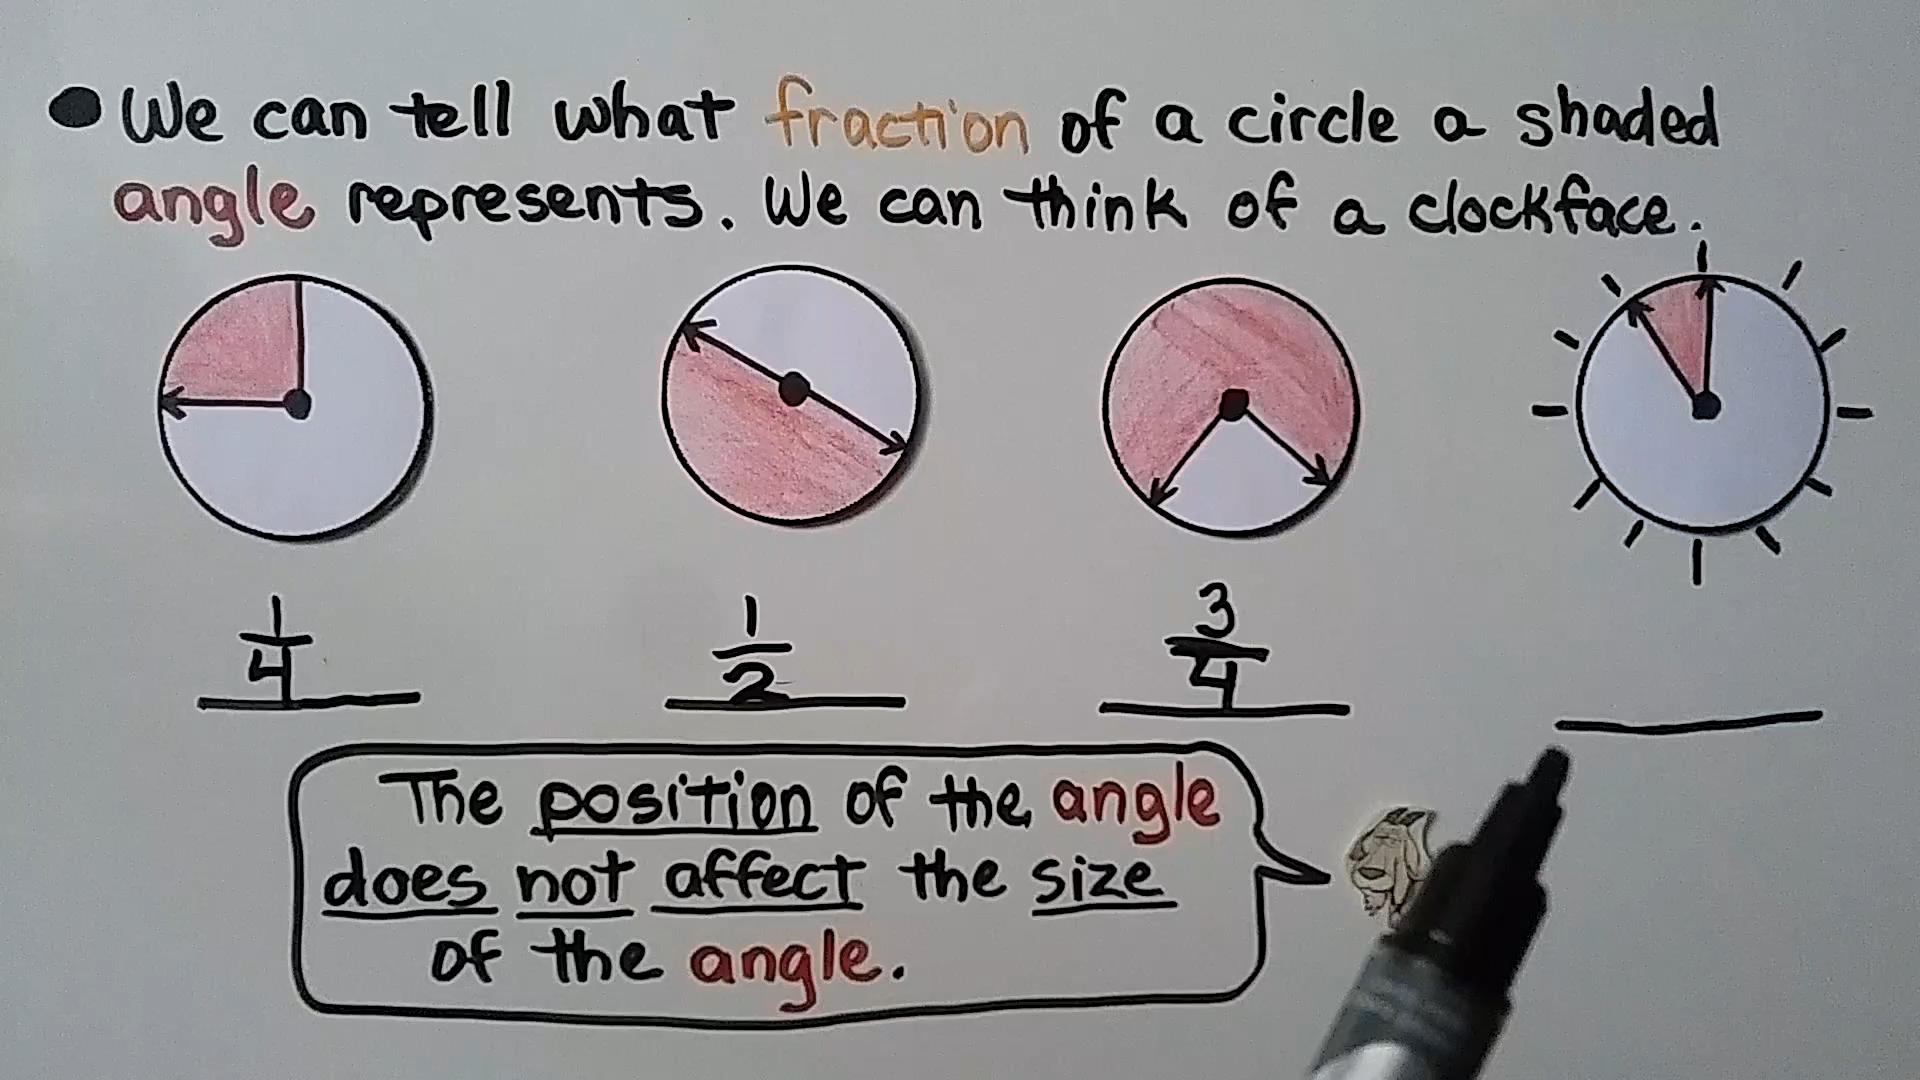 We can tell what fraction of a circle a shaded
angle represents. We can think of a clockface.
1/4
1/2
3/4
The position of the angle
does not affect the size
of the angle.